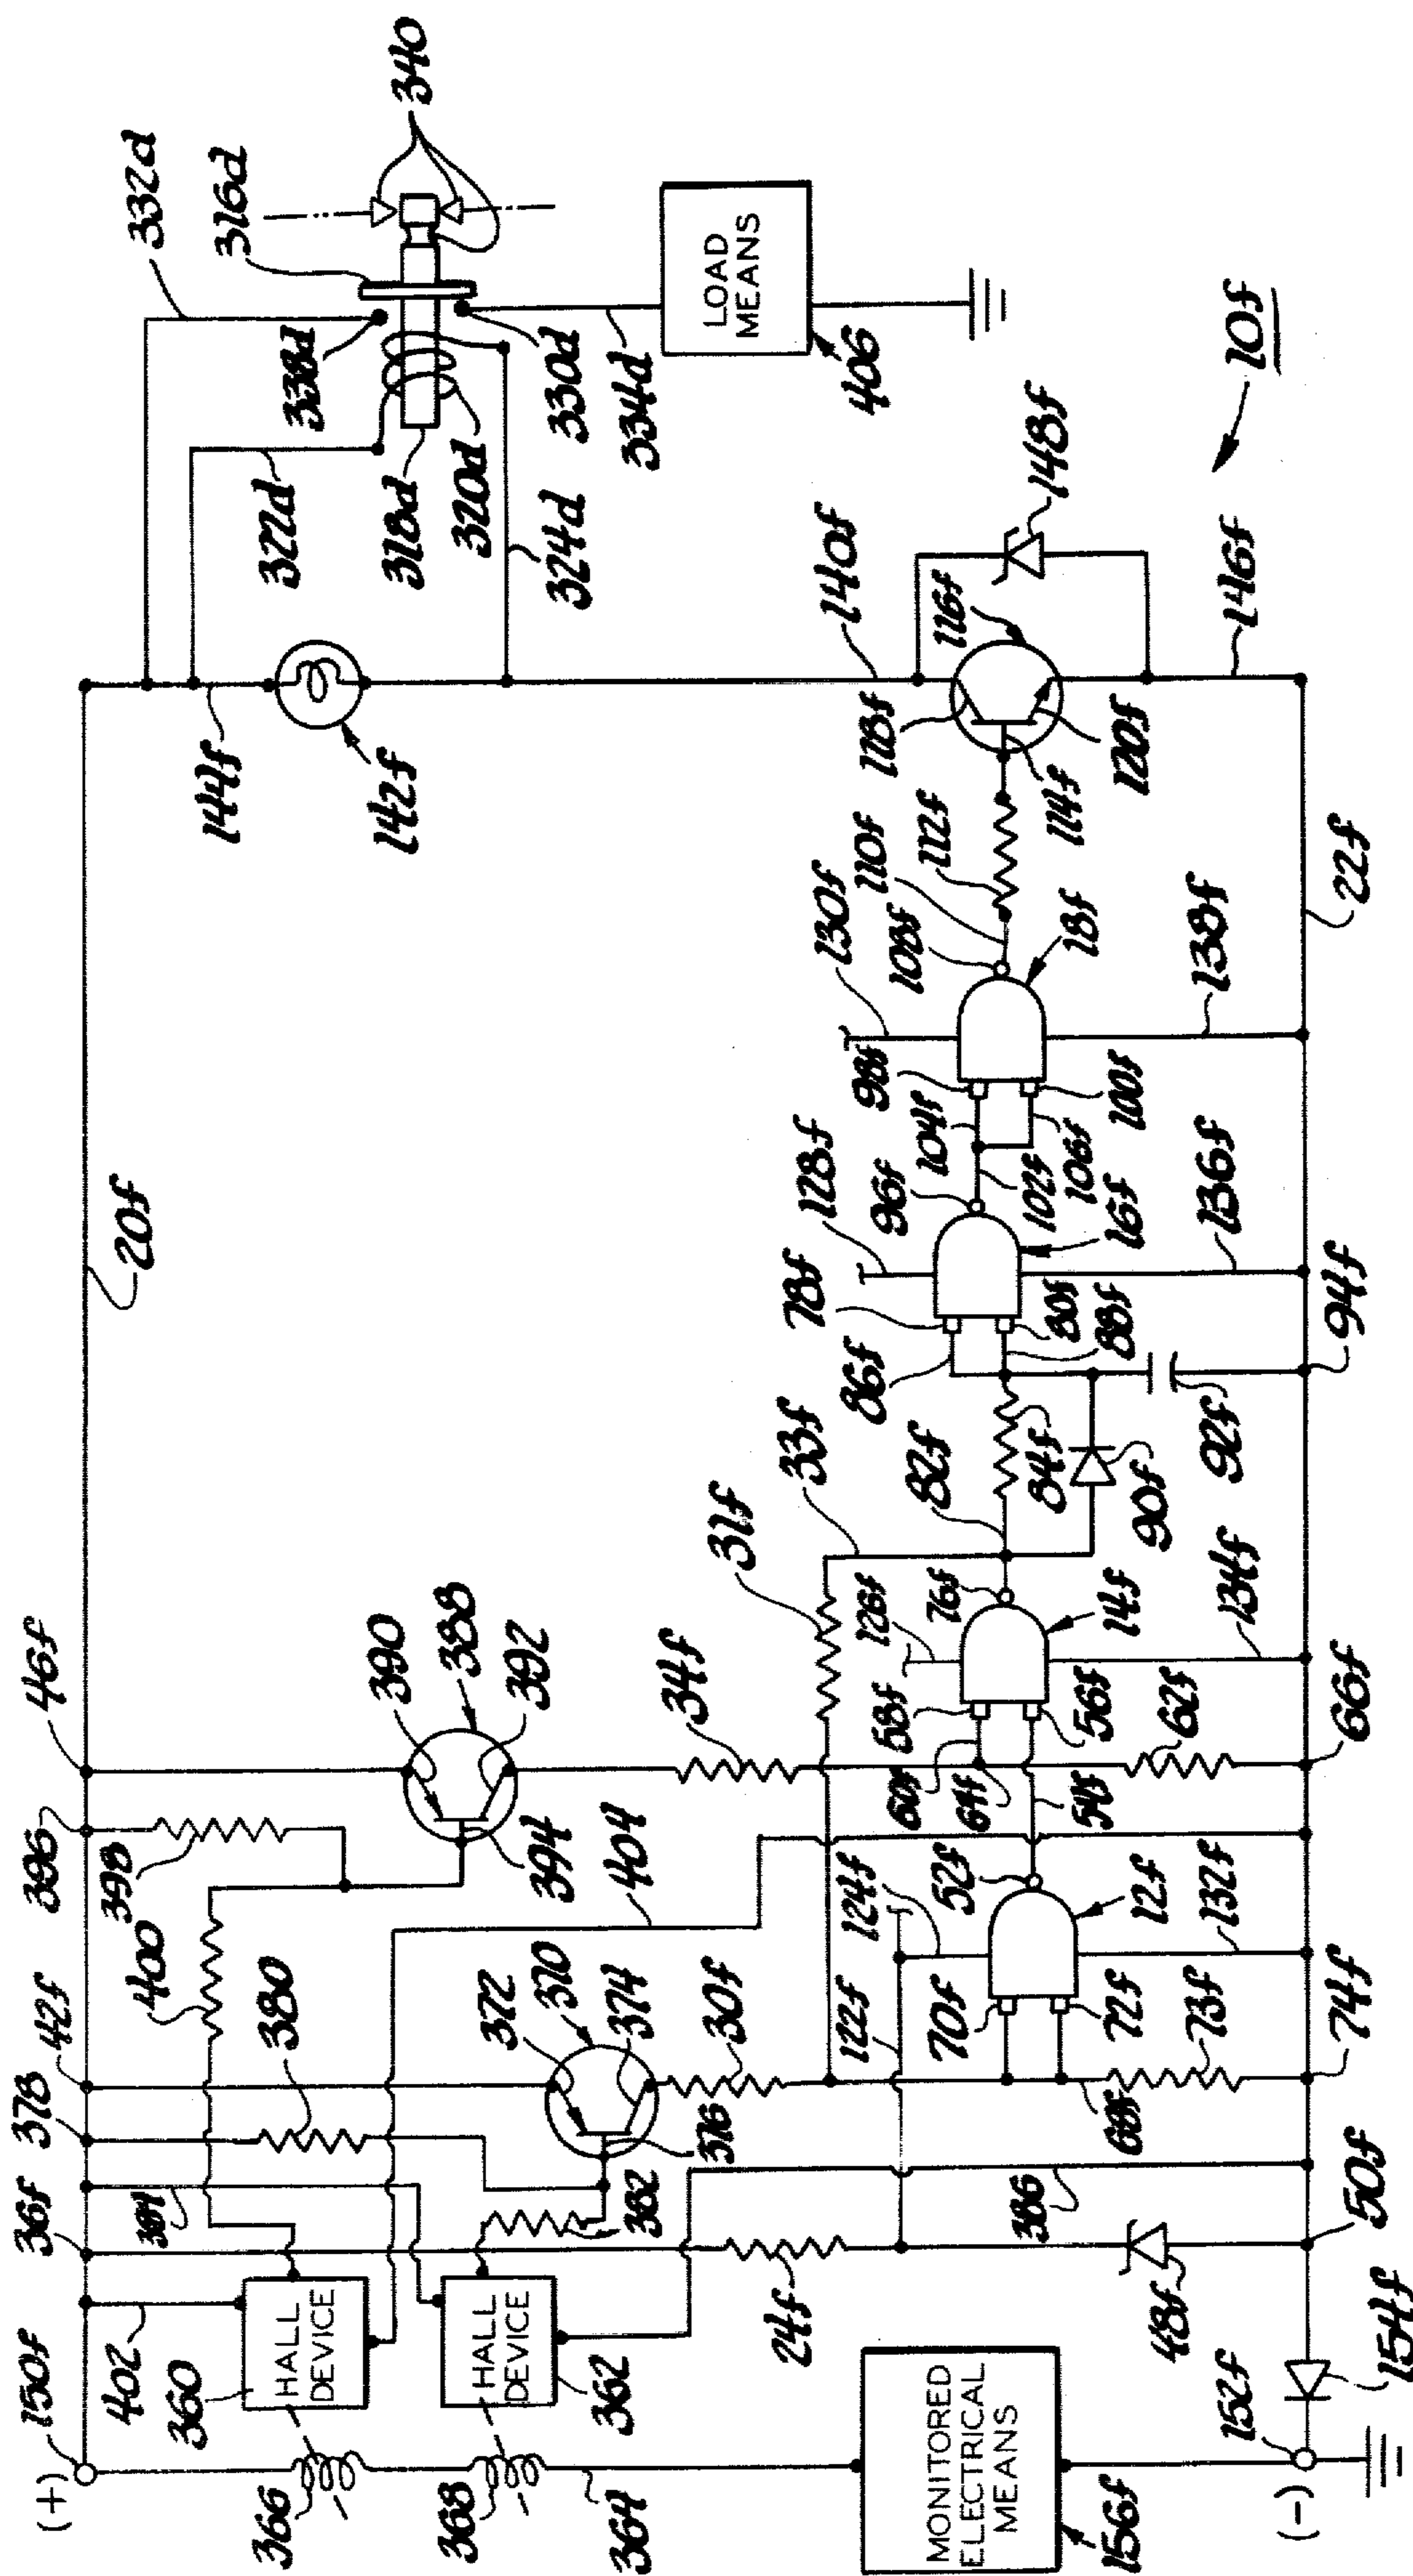 (+)
150f
402
360
36f
378
42f
396
46f
20f
144f
332d
316d
340
366
HALL
DEVICE
384
380
400
398
390
388
392
394
404
322d
338d
318d
320d
330d
324d
334d
142f
LOAD
MEANS
406
368
HALL
DEVICE
362
382
376
372
370
374
30f
34f
31f
33f
364
24f
122f
124f
126f
128f
130f
140f
MONITORED
ELECTRICAL
MEANS
156f
386
48f
70f
72f
73f
68f
52f
12f
132f
54f
60f
64f
58f
56f
62f
76f
14f
134f
82f
84f
90f
92f
86f
78f
80f
88f
96f
16f
136f
102f
104f
106f
98f
100f
108f
110f
18f
138f
112f
114f
118f
116f
120f
148f
146f
10f
(-)
152f
154f
50f
74f
66f
94f
22f